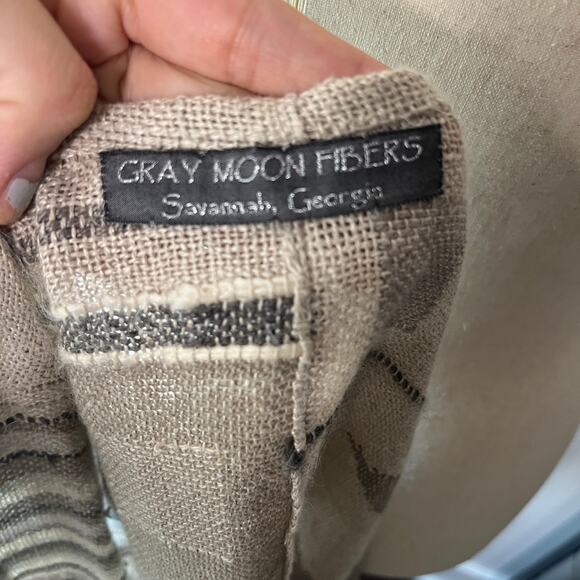 GRAY MOON FIBERS
Savannah, Georgia